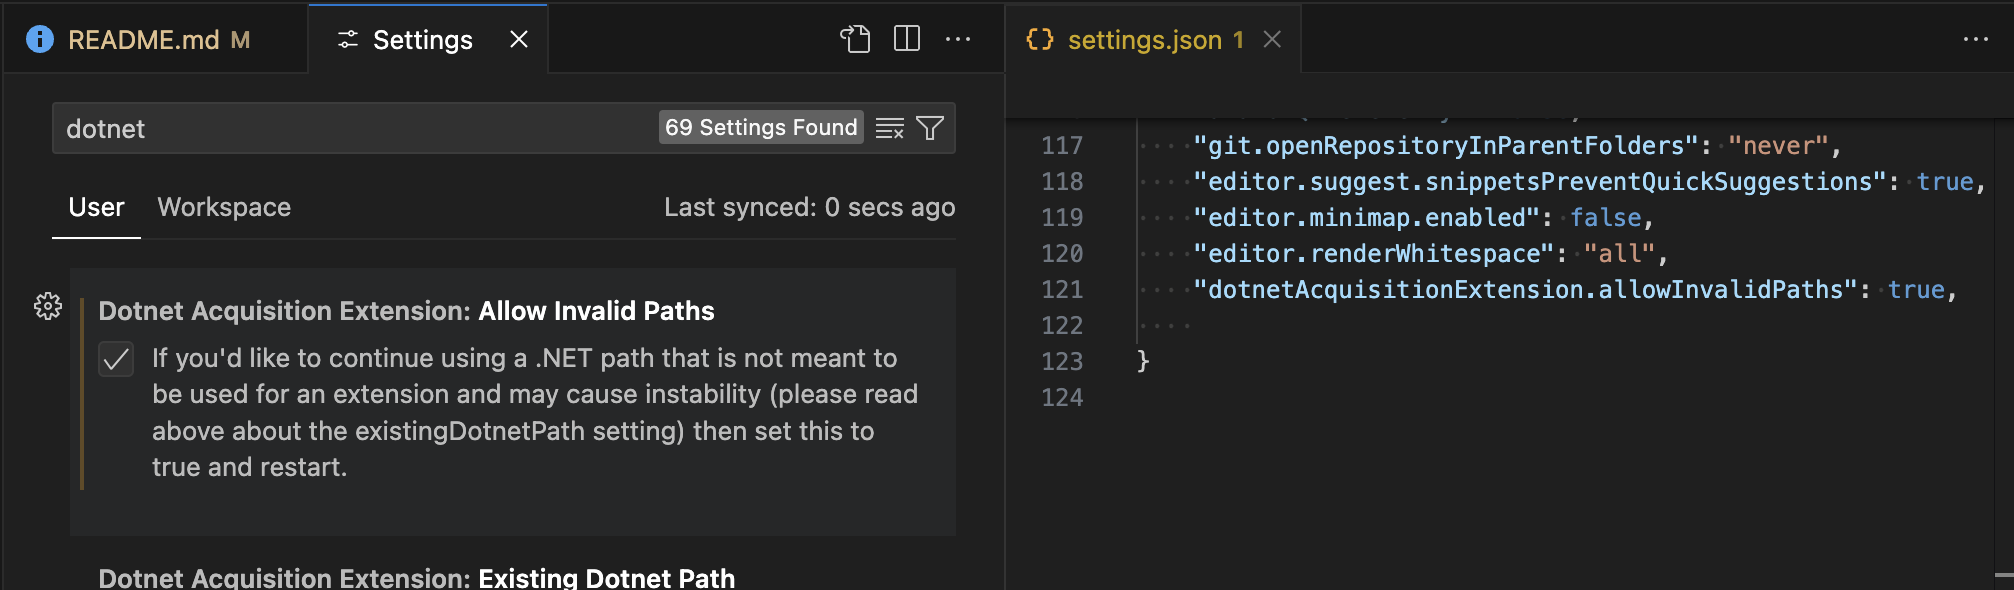 README.md M
Settings
dotnet
69 Settings Found
User Workspace
Last synced: 0 secs ago
Dotnet Acquisition Extension: Allow Invalid Paths
If you'd like to continue using a .NET path that is not meant to
be used for an extension and may cause instability (please read
above about the existingDotnetPath setting) then set this to
true and restart.
Dotnet Acquisition Extension: Existing Dotnet Path
settings.json 1
117 "git.openRepositoryInParentFolders": "never",
118 "editor.suggest.snippetsPreventQuickSuggestions": true,
119 "editor.minimap.enabled": false,
120 "editor.renderWhitespace": "all",
121 "dotnetAcquisitionExtension.allowInvalidPaths": true,
122
123 }
124